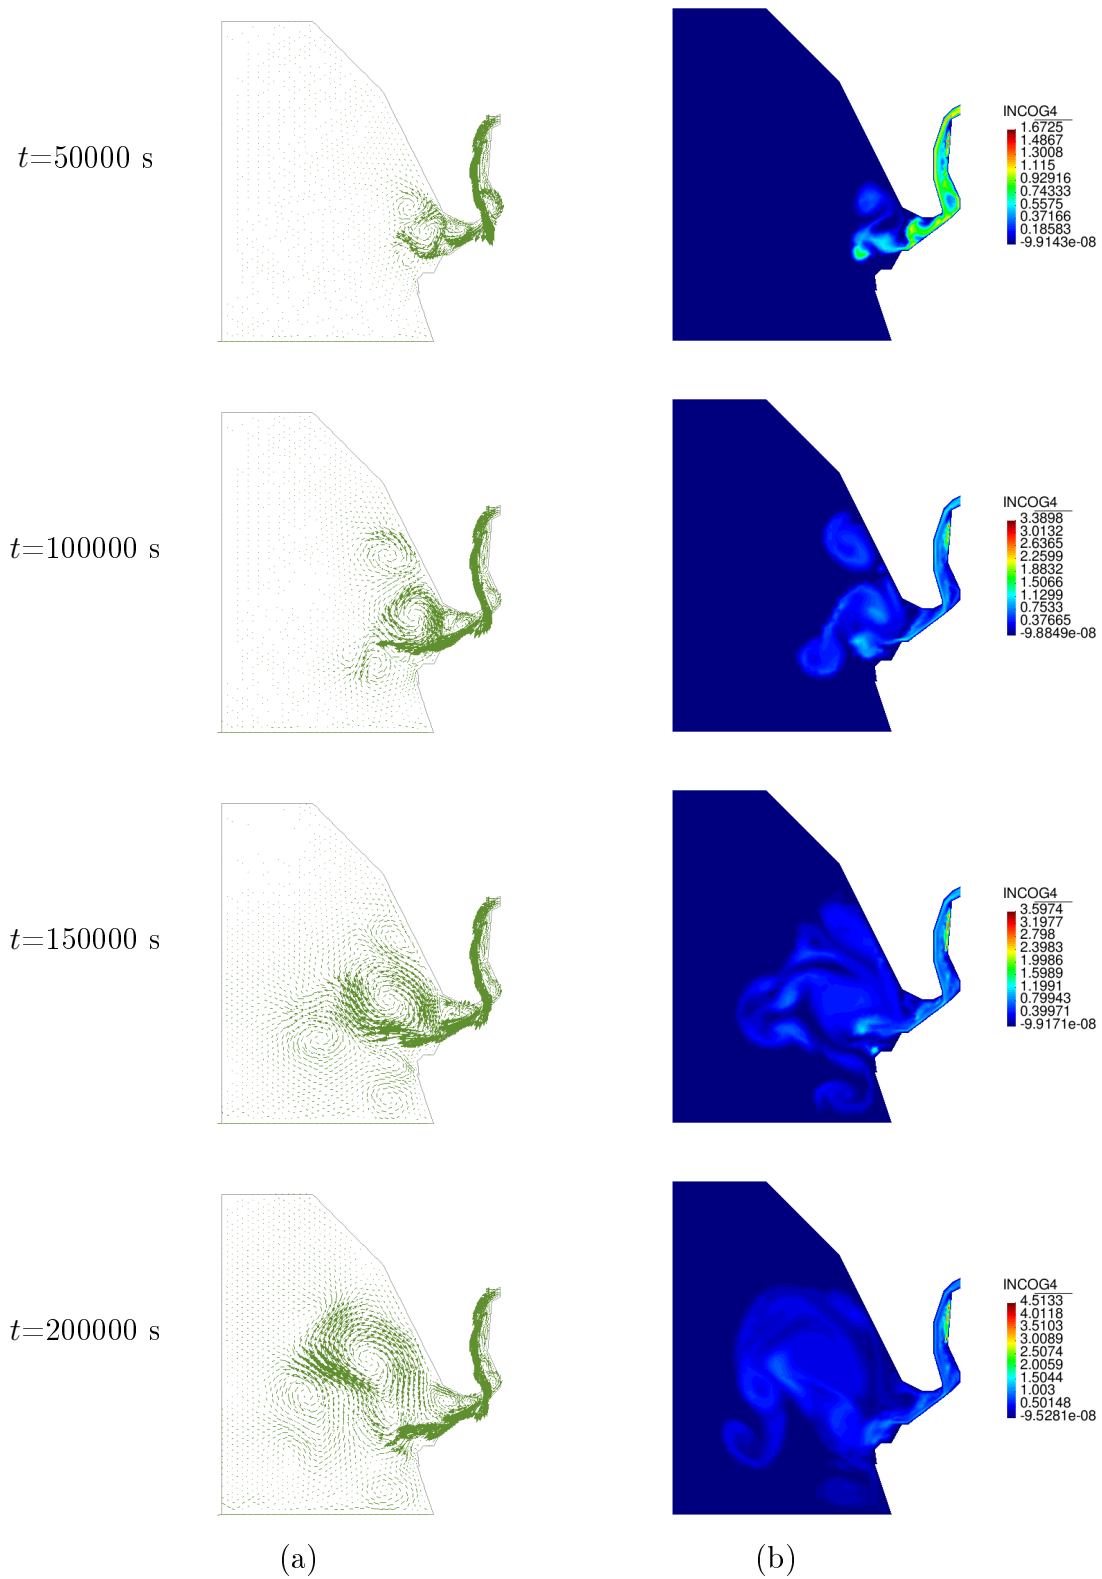 t=50000 s
INCOG4
1.6725
1.4867
1.3008
1.115
0.92916
0.74333
0.5575
0.37166
0.18583
-9.9143e-08
t=100000 s
INCOG4
3.3898
3.0132
2.6365
2.2599
1.8832
1.5066
1.1299
0.7533
0.37665
-9.8849e-08
t=150000 s
INCOG4
3.5974
3.1977
2.798
2.3983
1.9986
1.5989
1.1991
0.79943
0.39971
-9.9171e-08
t=200000 s
INCOG4
4.5133
4.0118
3.5103
3.0089
2.5074
2.0059
1.5044
1.003
0.50148
-9.5281e-08
(a) (b)